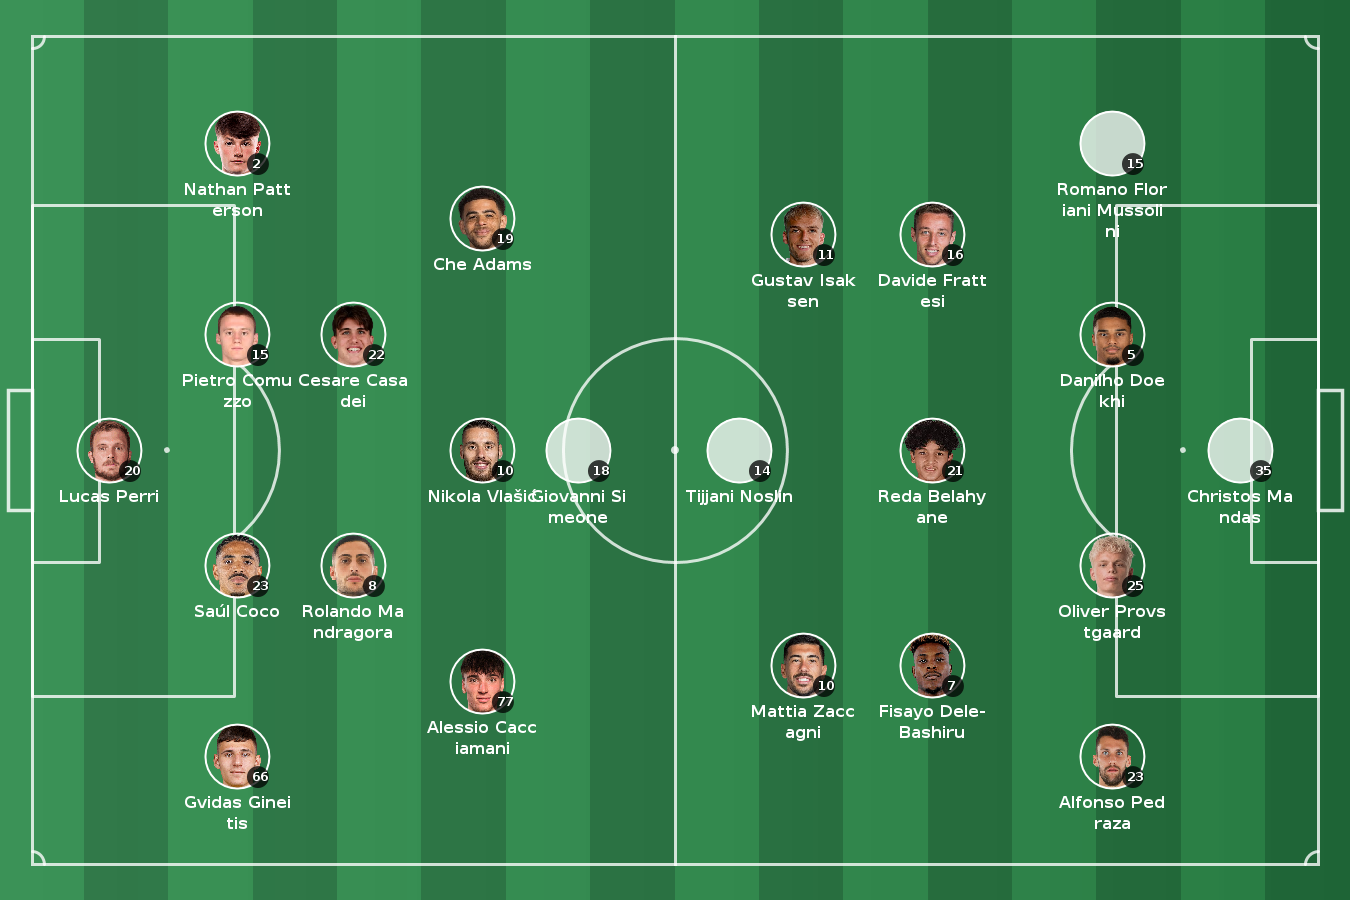 2
Nathan Patt
erson
15
Pietro Comu
zzo
20
Lucas Perri
23
Saúl Coco
66
Gvidas Ginei
tis
22
Cesare Casa
dei
8
Rolando Ma
ndragora
19
Che Adams
10
Nikola Vlašić
77
Alessio Cacc
iamani
18
Giovanni Si
meone
14
Tijjani Noslin
11
Gustav Isak
sen
10
Mattia Zacc
agni
16
Davide Fratt
esi
21
Reda Belahy
ane
7
Fisayo Dele-
Bashiru
15
Romano Flor
iani Mussoli
ni
5
Danilho Doe
khi
25
Oliver Provs
tgaard
23
Alfonso Ped
raza
35
Christos Ma
ndas